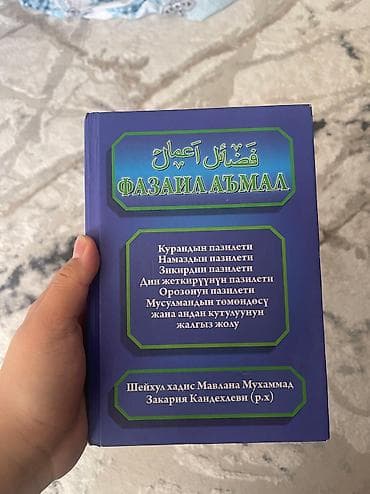 فضائل اعمال
ФАЗАИЛ АЪМАЛ
Курандын пазилети
Намаздын пазилети
Зикирдин пазилети
Дин жеткирүүнүн пазилети
Орозонун пазилети
Мусулмандын төмөндөсү
жана андан кутулуунун
жалгыз жолу
Шейхул хадис Мавлана Мухаммад
Закария Кандехлеви (р.х)